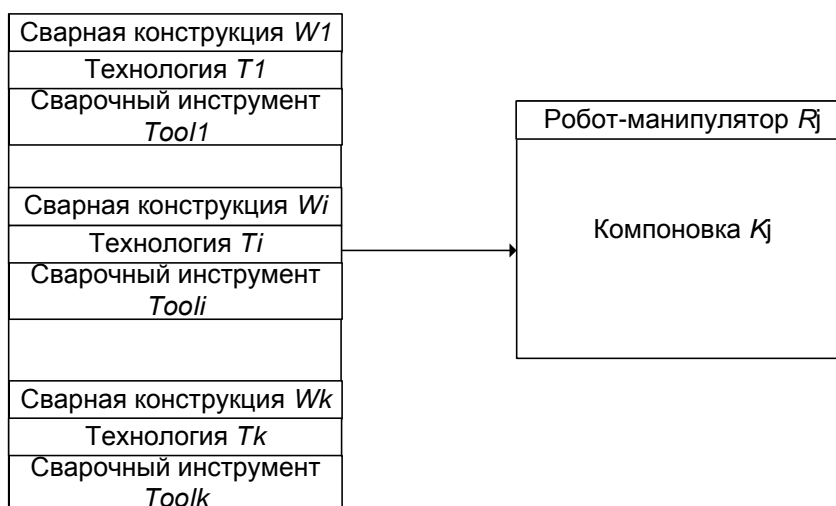 Сварная конструкция W1
Технология T1
Сварочный инструмент
Tool1
Сварная конструкция Wi
Технология Ti
Сварочный инструмент
Tooli
Сварная конструкция Wk
Технология Tk
Сварочный инструмент
Toolk
Робот-манипулятор Rj
Компоновка Kj